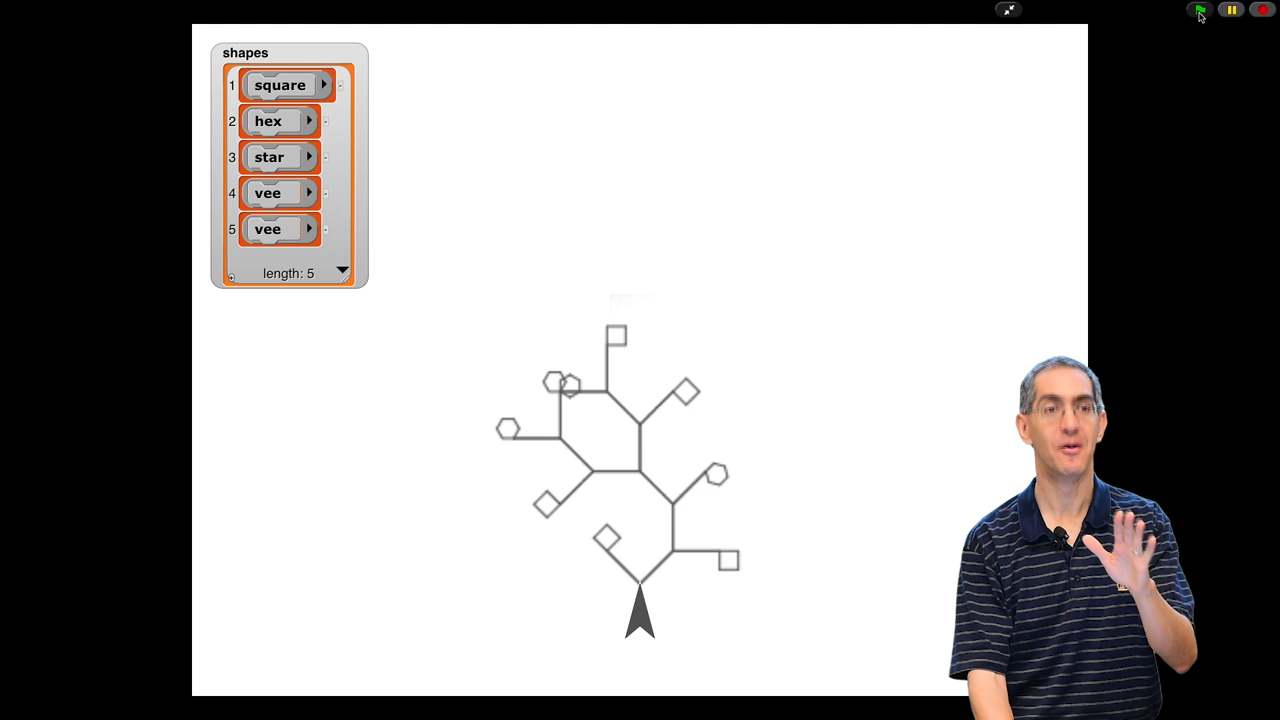 shapes
1 square
2 hex
3 star
4 vee
5 vee
length: 5